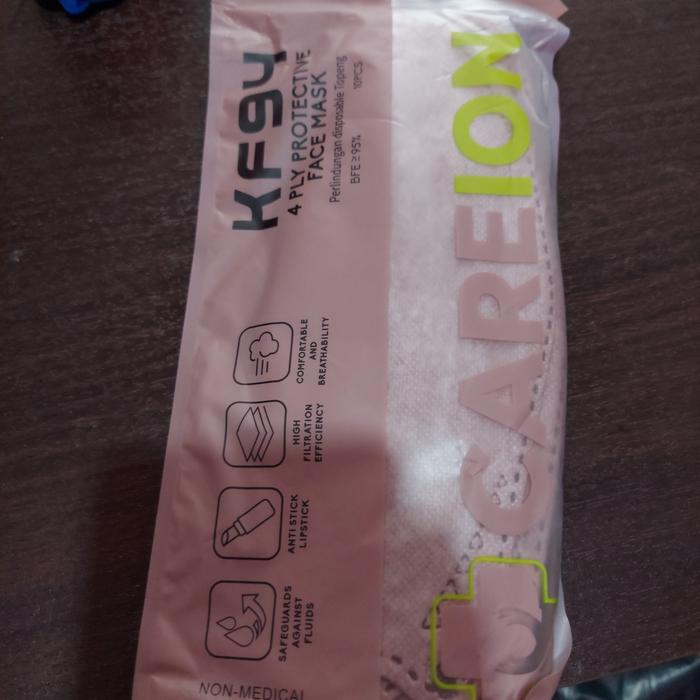 KF94
4 PLY PROTECTIVE
FACE MASK
Perlindungan disposable Topeng
BFE ≥ 95%
10PCS
CAREION
SAFEGUARDS
AGAINST
FLUIDS
ANTI STICK
LIPSTICK
HIGH
FILTRATION
EFFICIENCY
COMFORTABLE
AND
BREATHABILITY
NON-MEDICAL